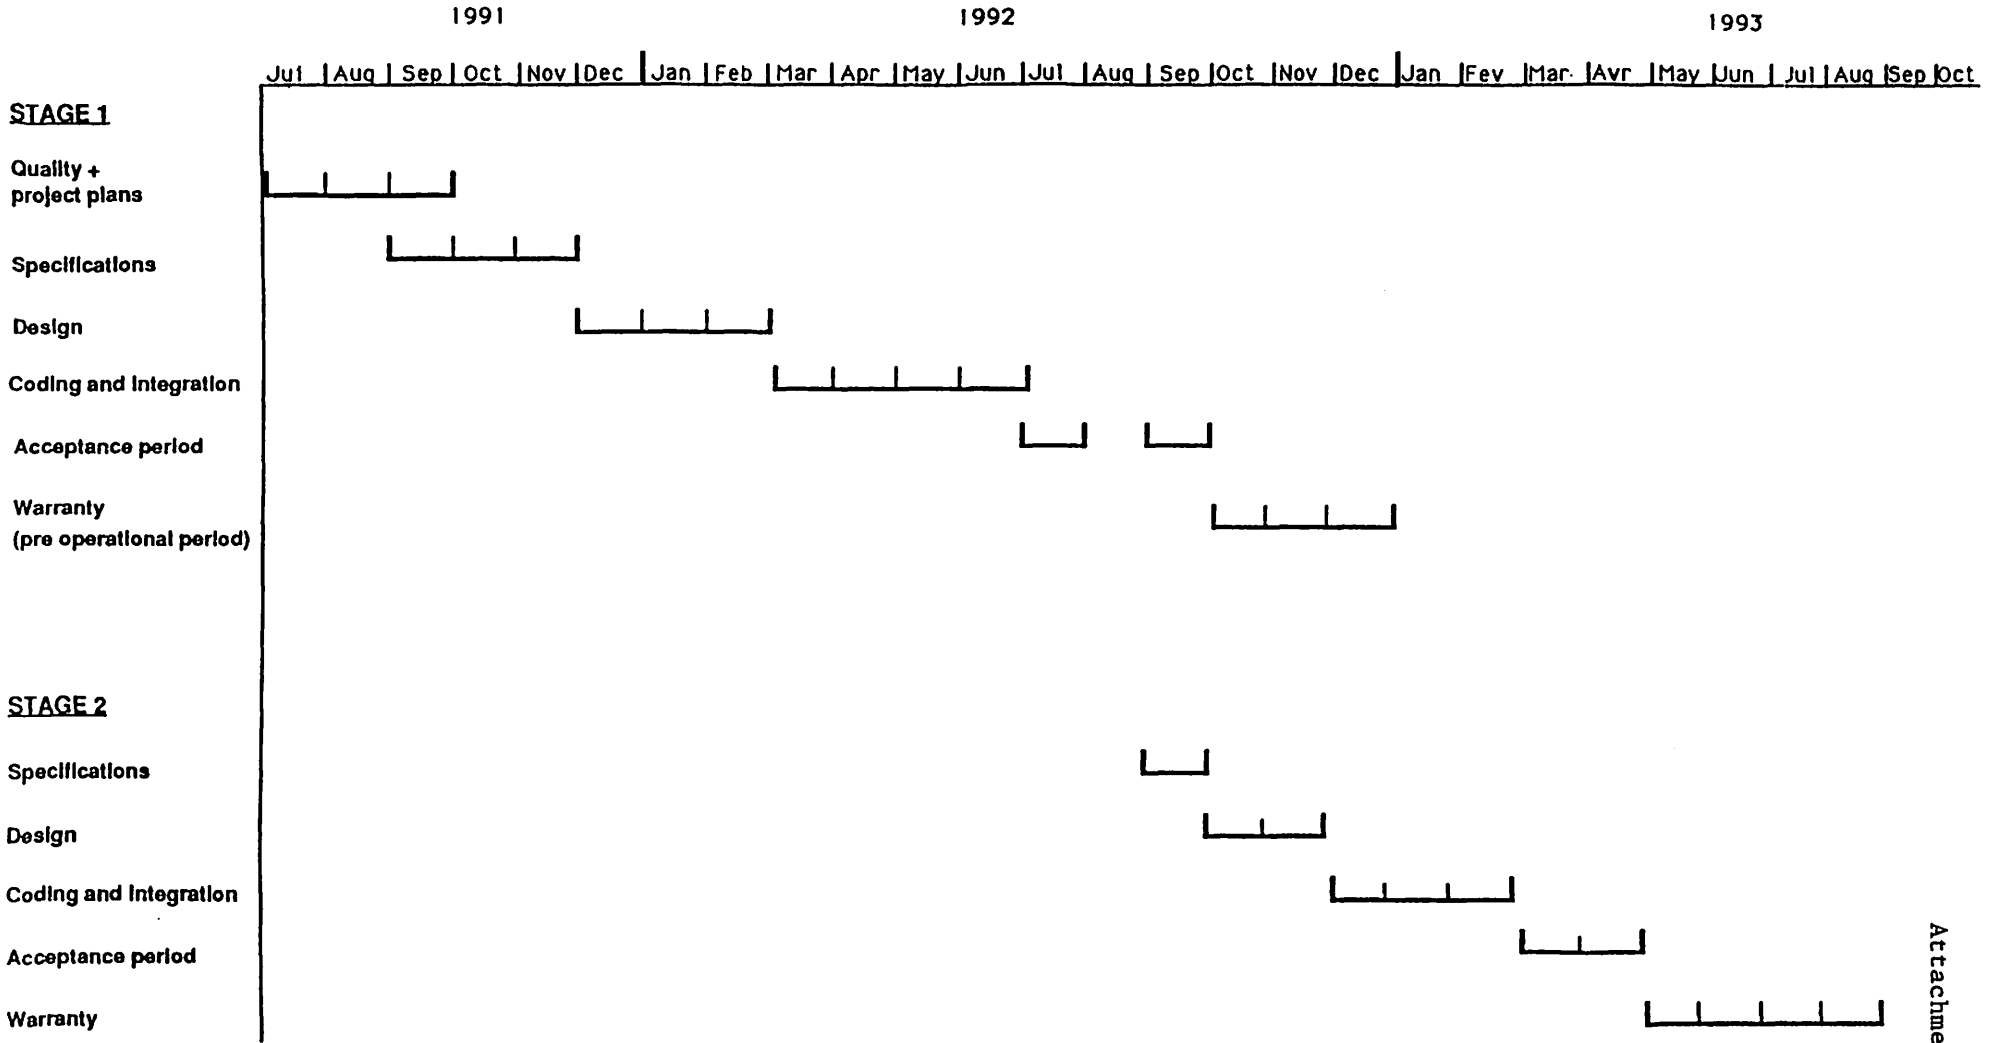 1991 1992 1993
Jul Aug Sep Oct Nov Dec Jan Feb Mar Apr May Jun Jul Aug Sep Oct Nov Dec Jan Fev Mar. Avr May Jun Jul Aug Sep Oct
STAGE 1
Quality +
project plans
Specifications
Design
Coding and Integration
Acceptance period
Warranty
(pre operational period)
STAGE 2
Specifications
Design
Coding and Integration
Acceptance period
Warranty
Attachme